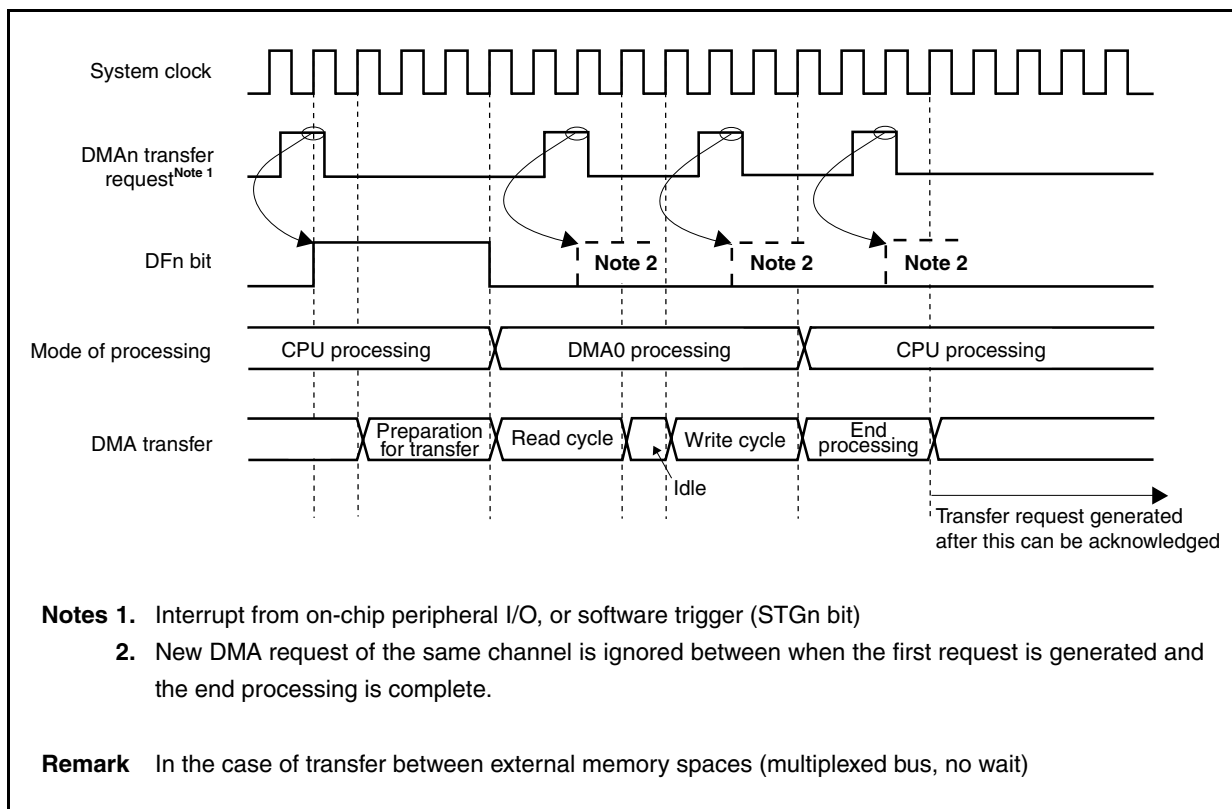 System clock
DMAn transfer
request Note 1
DFn bit
Note 2
Note 2
Note 2
Mode of processing
CPU processing
DMA0 processing
CPU processing
DMA transfer
Preparation
for transfer
Read cycle
Idle
Write cycle
End
processing
Transfer request generated
after this can be acknowledged
Notes 1. Interrupt from on-chip peripheral I/O, or software trigger (STGn bit)
2. New DMA request of the same channel is ignored between when the first request is generated and
the end processing is complete.
Remark In the case of transfer between external memory spaces (multiplexed bus, no wait)